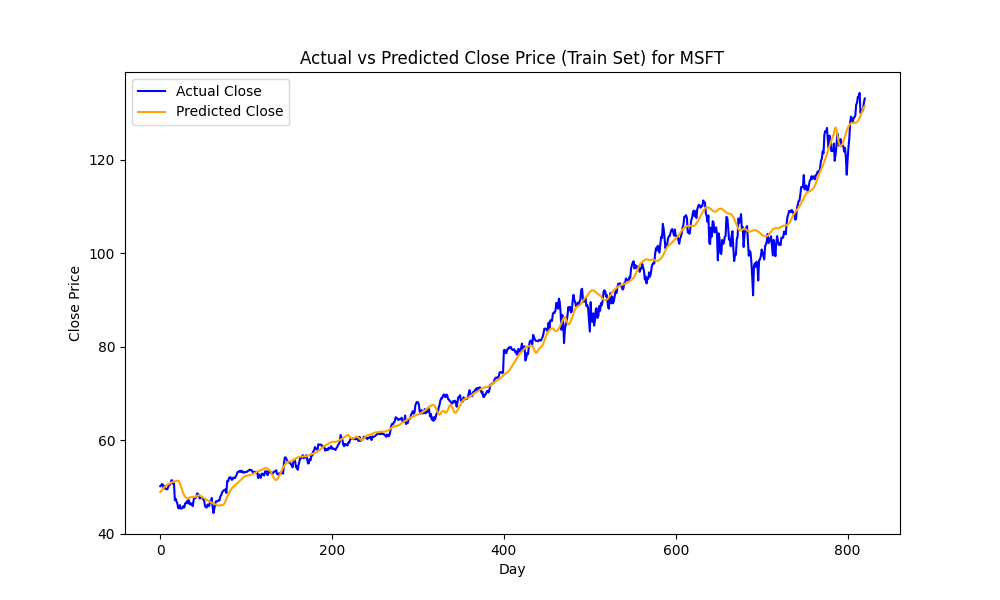 Actual vs Predicted Close Price (Train Set) for MSFT
Actual Close
Predicted Close
120
100
80
60
40
Close Price
0 200 400 600 800
Day